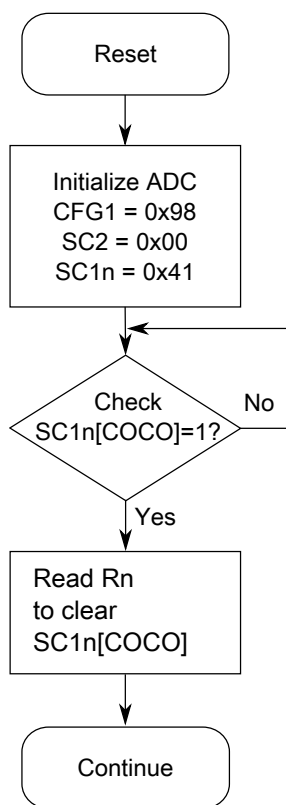 Reset
Initialize ADC
CFG1 = 0x98
SC2 = 0x00
SC1n = 0x41
Check
SC1n[COCO]=1?
No
Yes
Read Rn
to clear
SC1n[COCO]
Continue